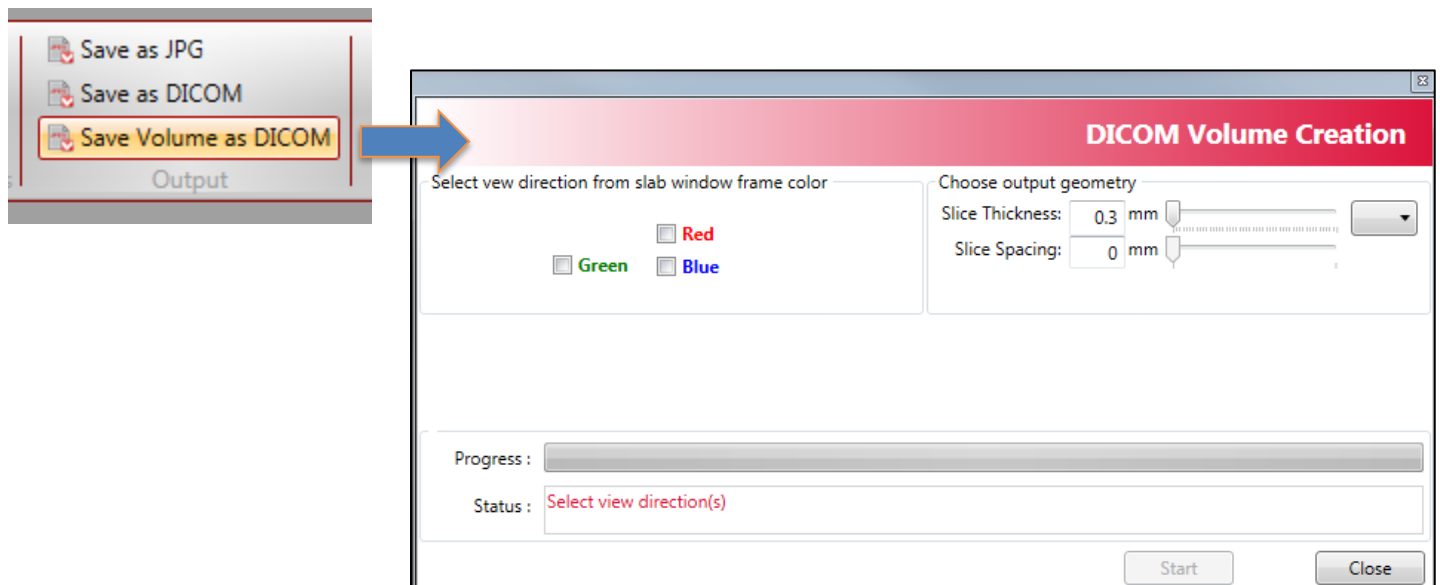 Save as JPG
Save as DICOM
Save Volume as DICOM
Output
DICOM Volume Creation
Select vew direction from slab window frame color
Red
Green
Blue
Choose output geometry
Slice Thickness: 0.3 mm
Slice Spacing: 0 mm
Progress :
Status : Select view direction(s)
Start
Close